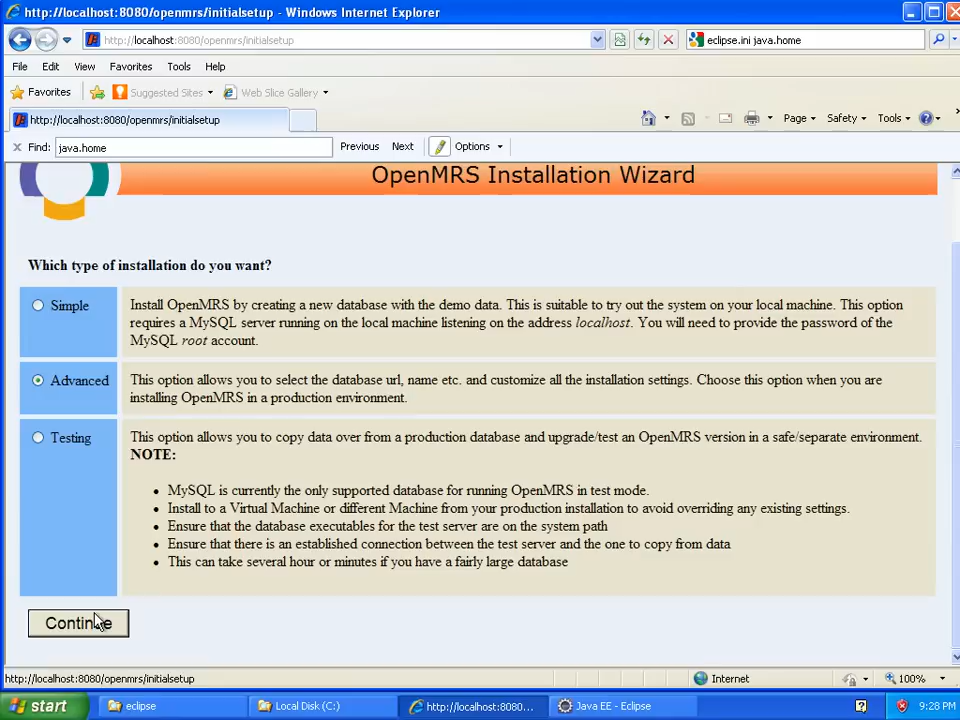 http://localhost:8080/openmrs/initialsetup - Windows Internet Explorer
http://localhost:8080/openmrs/initialsetup
eclipse.ini java.home
File Edit View Favorites Tools Help
Favorites Suggested Sites Web Slice Gallery
http://localhost:8080/openmrs/initialsetup
Page Safety Tools
Find: java.home Previous Next Options
OpenMRS Installation Wizard
Which type of installation do you want?
Simple
Install OpenMRS by creating a new database with the demo data. This is suitable to try out the system on your local machine. This option
requires a MySQL server running on the local machine listening on the address localhost. You will need to provide the password of the
MySQL root account.
Advanced
This option allows you to select the database url, name etc. and customize all the installation settings. Choose this option when you are
installing OpenMRS in a production environment.
Testing
This option allows you to copy data over from a production database and upgrade/test an OpenMRS version in a safe/separate environment.
NOTE:
• MySQL is currently the only supported database for running OpenMRS in test mode.
• Install to a Virtual Machine or different Machine from your production installation to avoid overriding any existing settings.
• Ensure that the database executables for the test server are on the system path
• Ensure that there is an established connection between the test server and the one to copy from data
• This can take several hour or minutes if you have a fairly large database
Continue
http://localhost:8080/openmrs/initialsetup Internet 100%
start eclipse Local Disk (C:) http://localhost:8080... Java EE - Eclipse 9:28 PM